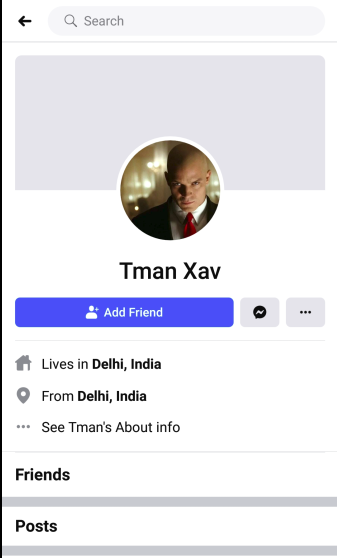 Search
Tman Xav
Add Friend
Lives in Delhi, India
From Delhi, India
See Tman's About info
Friends
Posts